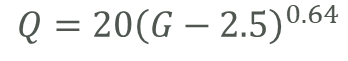 Q = 20(G − 2.5)^0.64